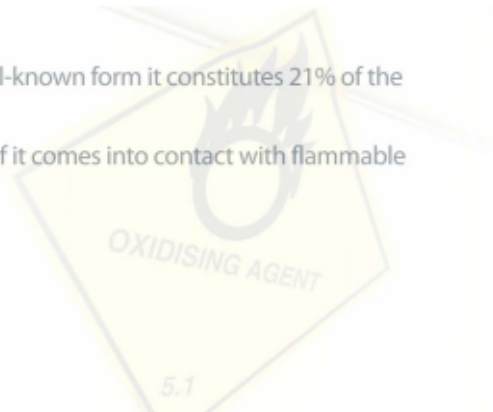 l-known form it constitutes 21% of the
f it comes into contact with flammable
OXIDISING AGENT
5.1